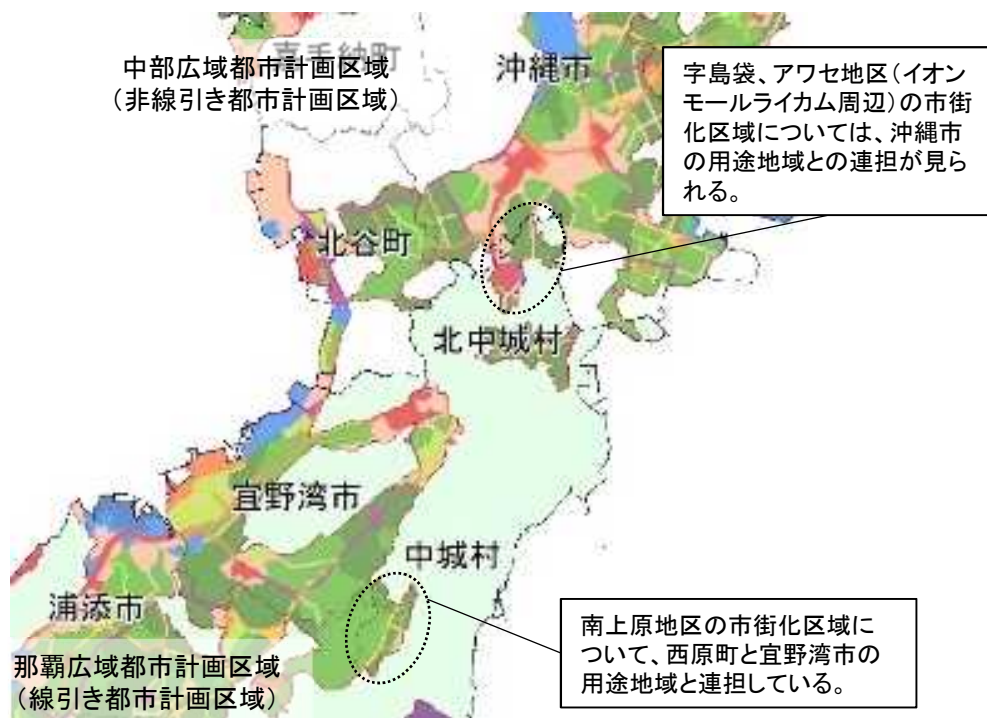 嘉手納町
中部広域都市計画区域
（非線引き都市計画区域）
沖縄市
字島袋、アワセ地区（イオン
モールライカム周辺）の市街
化区域については、沖縄市
の用途地域との連担が見ら
れる。
北谷町
北中城村
宜野湾市
中城村
浦添市
南上原地区の市街化区域に
ついて、西原町と宜野湾市の
用途地域と連担している。
那覇広域都市計画区域
（線引き都市計画区域）